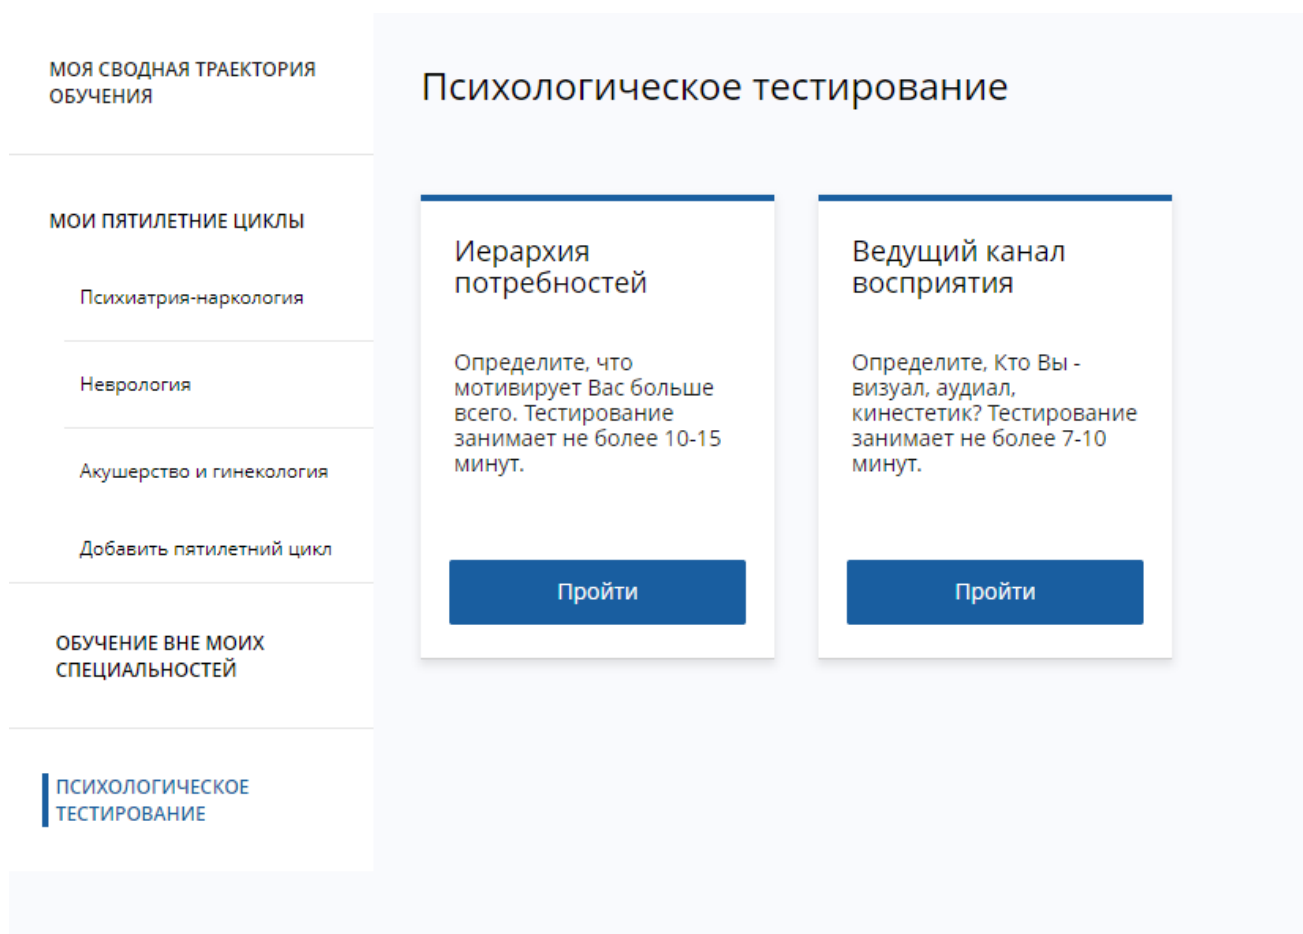 МОЯ СВОДНАЯ ТРАЕКТОРИЯ
ОБУЧЕНИЯ
МОИ ПЯТИЛЕТНИЕ ЦИКЛЫ
Психиатрия-наркология
Неврология
Акушерство и гинекология
Добавить пятилетний цикл
ОБУЧЕНИЕ ВНЕ МОИХ
СПЕЦИАЛЬНОСТЕЙ
ПСИХОЛОГИЧЕСКОЕ
ТЕСТИРОВАНИЕ
Психологическое тестирование
Иерархия
потребностей
Определите, что
мотивирует Вас больше
всего. Тестирование
занимает не более 10-15
минут.
Пройти
Ведущий канал
восприятия
Определите, Кто Вы -
визуал, аудиал,
кинестетик? Тестирование
занимает не более 7-10
минут.
Пройти